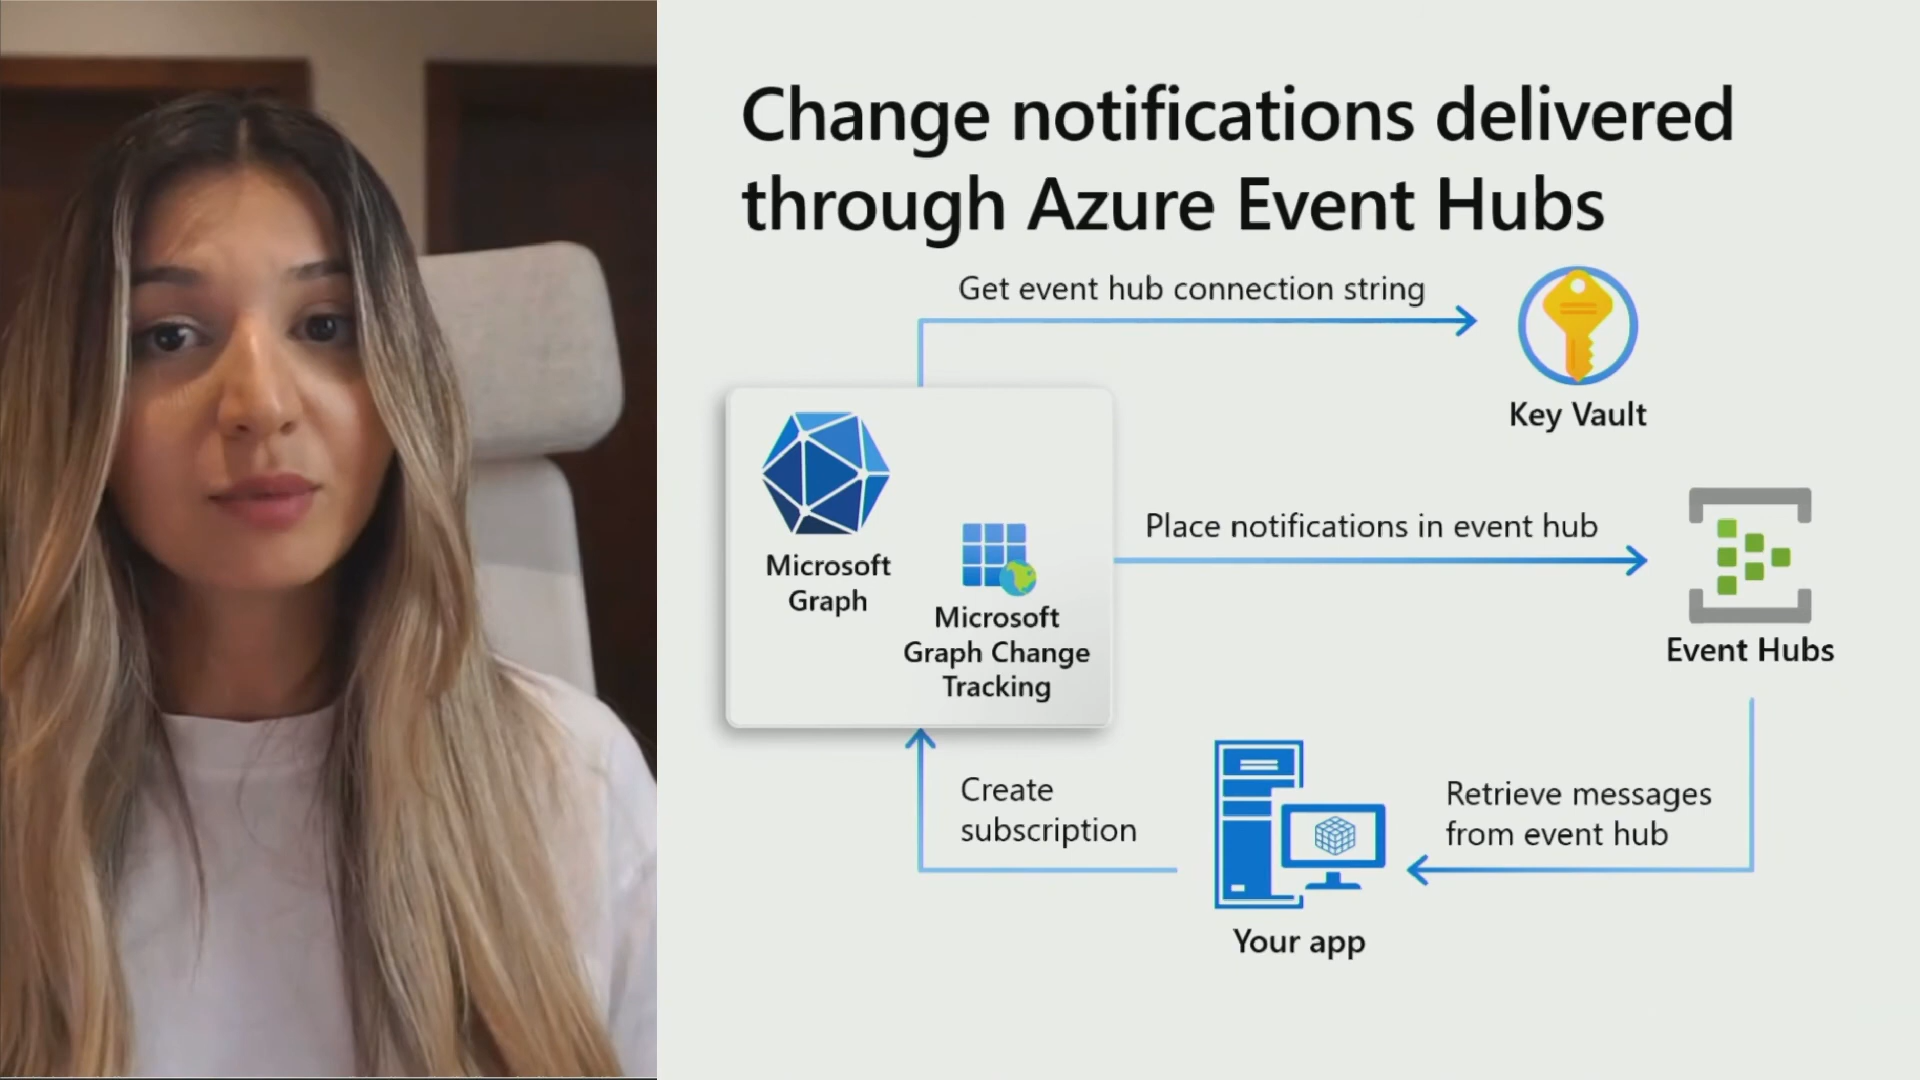 Change notifications delivered
through Azure Event Hubs
Get event hub connection string
Key Vault
Microsoft
Graph
Microsoft
Graph Change
Tracking
Place notifications in event hub
Event Hubs
Create
subscription
Your app
Retrieve messages
from event hub